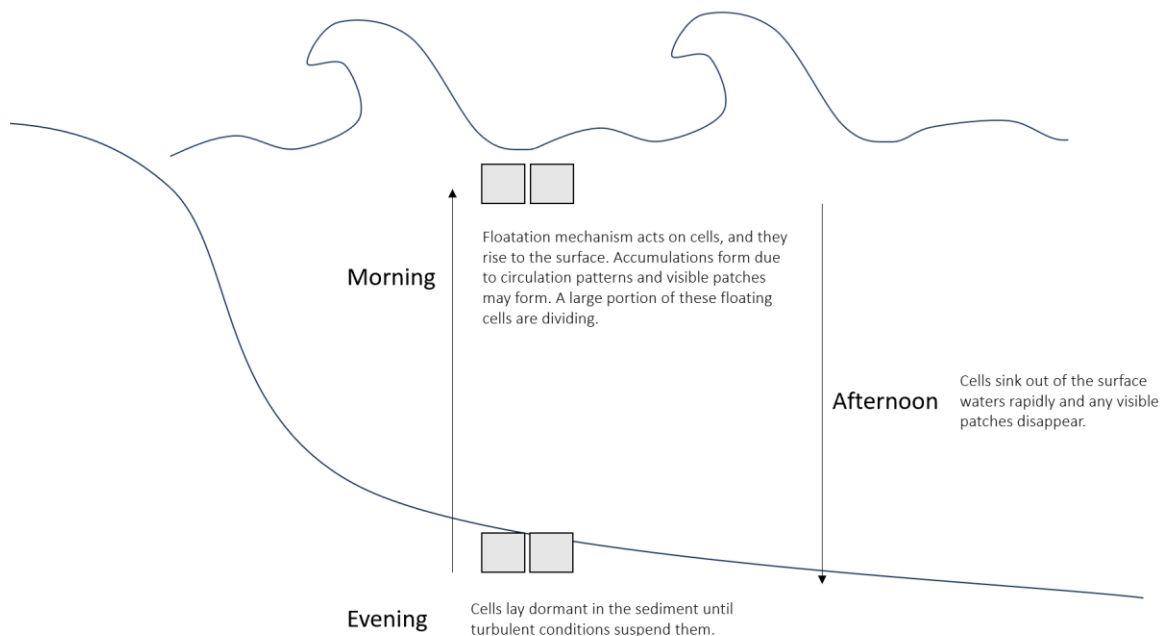 Morning
Floatation mechanism acts on cells, and they
rise to the surface. Accumulations form due
to circulation patterns and visible patches
may form. A large portion of these floating
cells are dividing.
Afternoon
Cells sink out of the surface
waters rapidly and any visible
patches disappear.
Evening
Cells lay dormant in the sediment until
turbulent conditions suspend them.